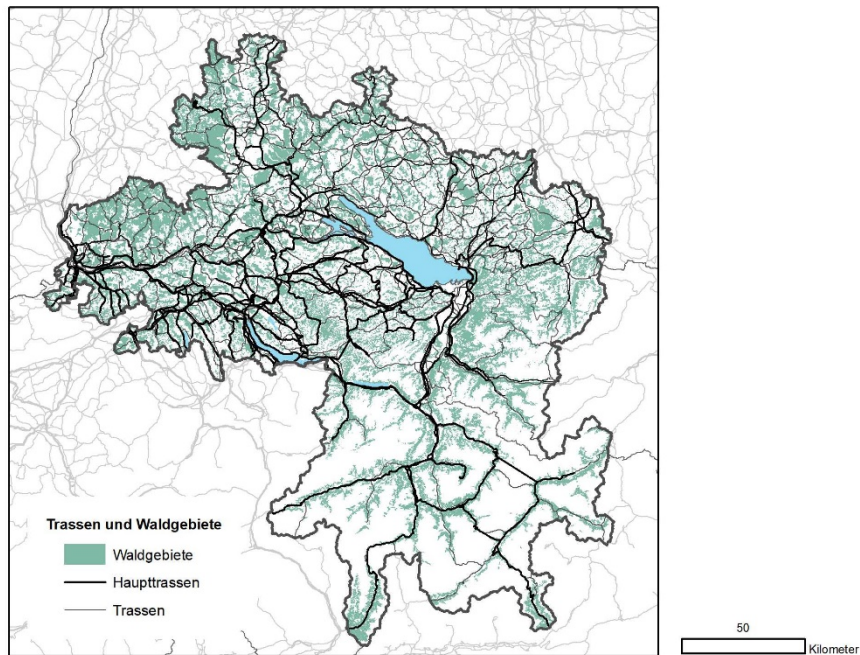 Trassen und Waldgebiete
Waldgebiete
Haupttrassen
Trassen
50
Kilometer